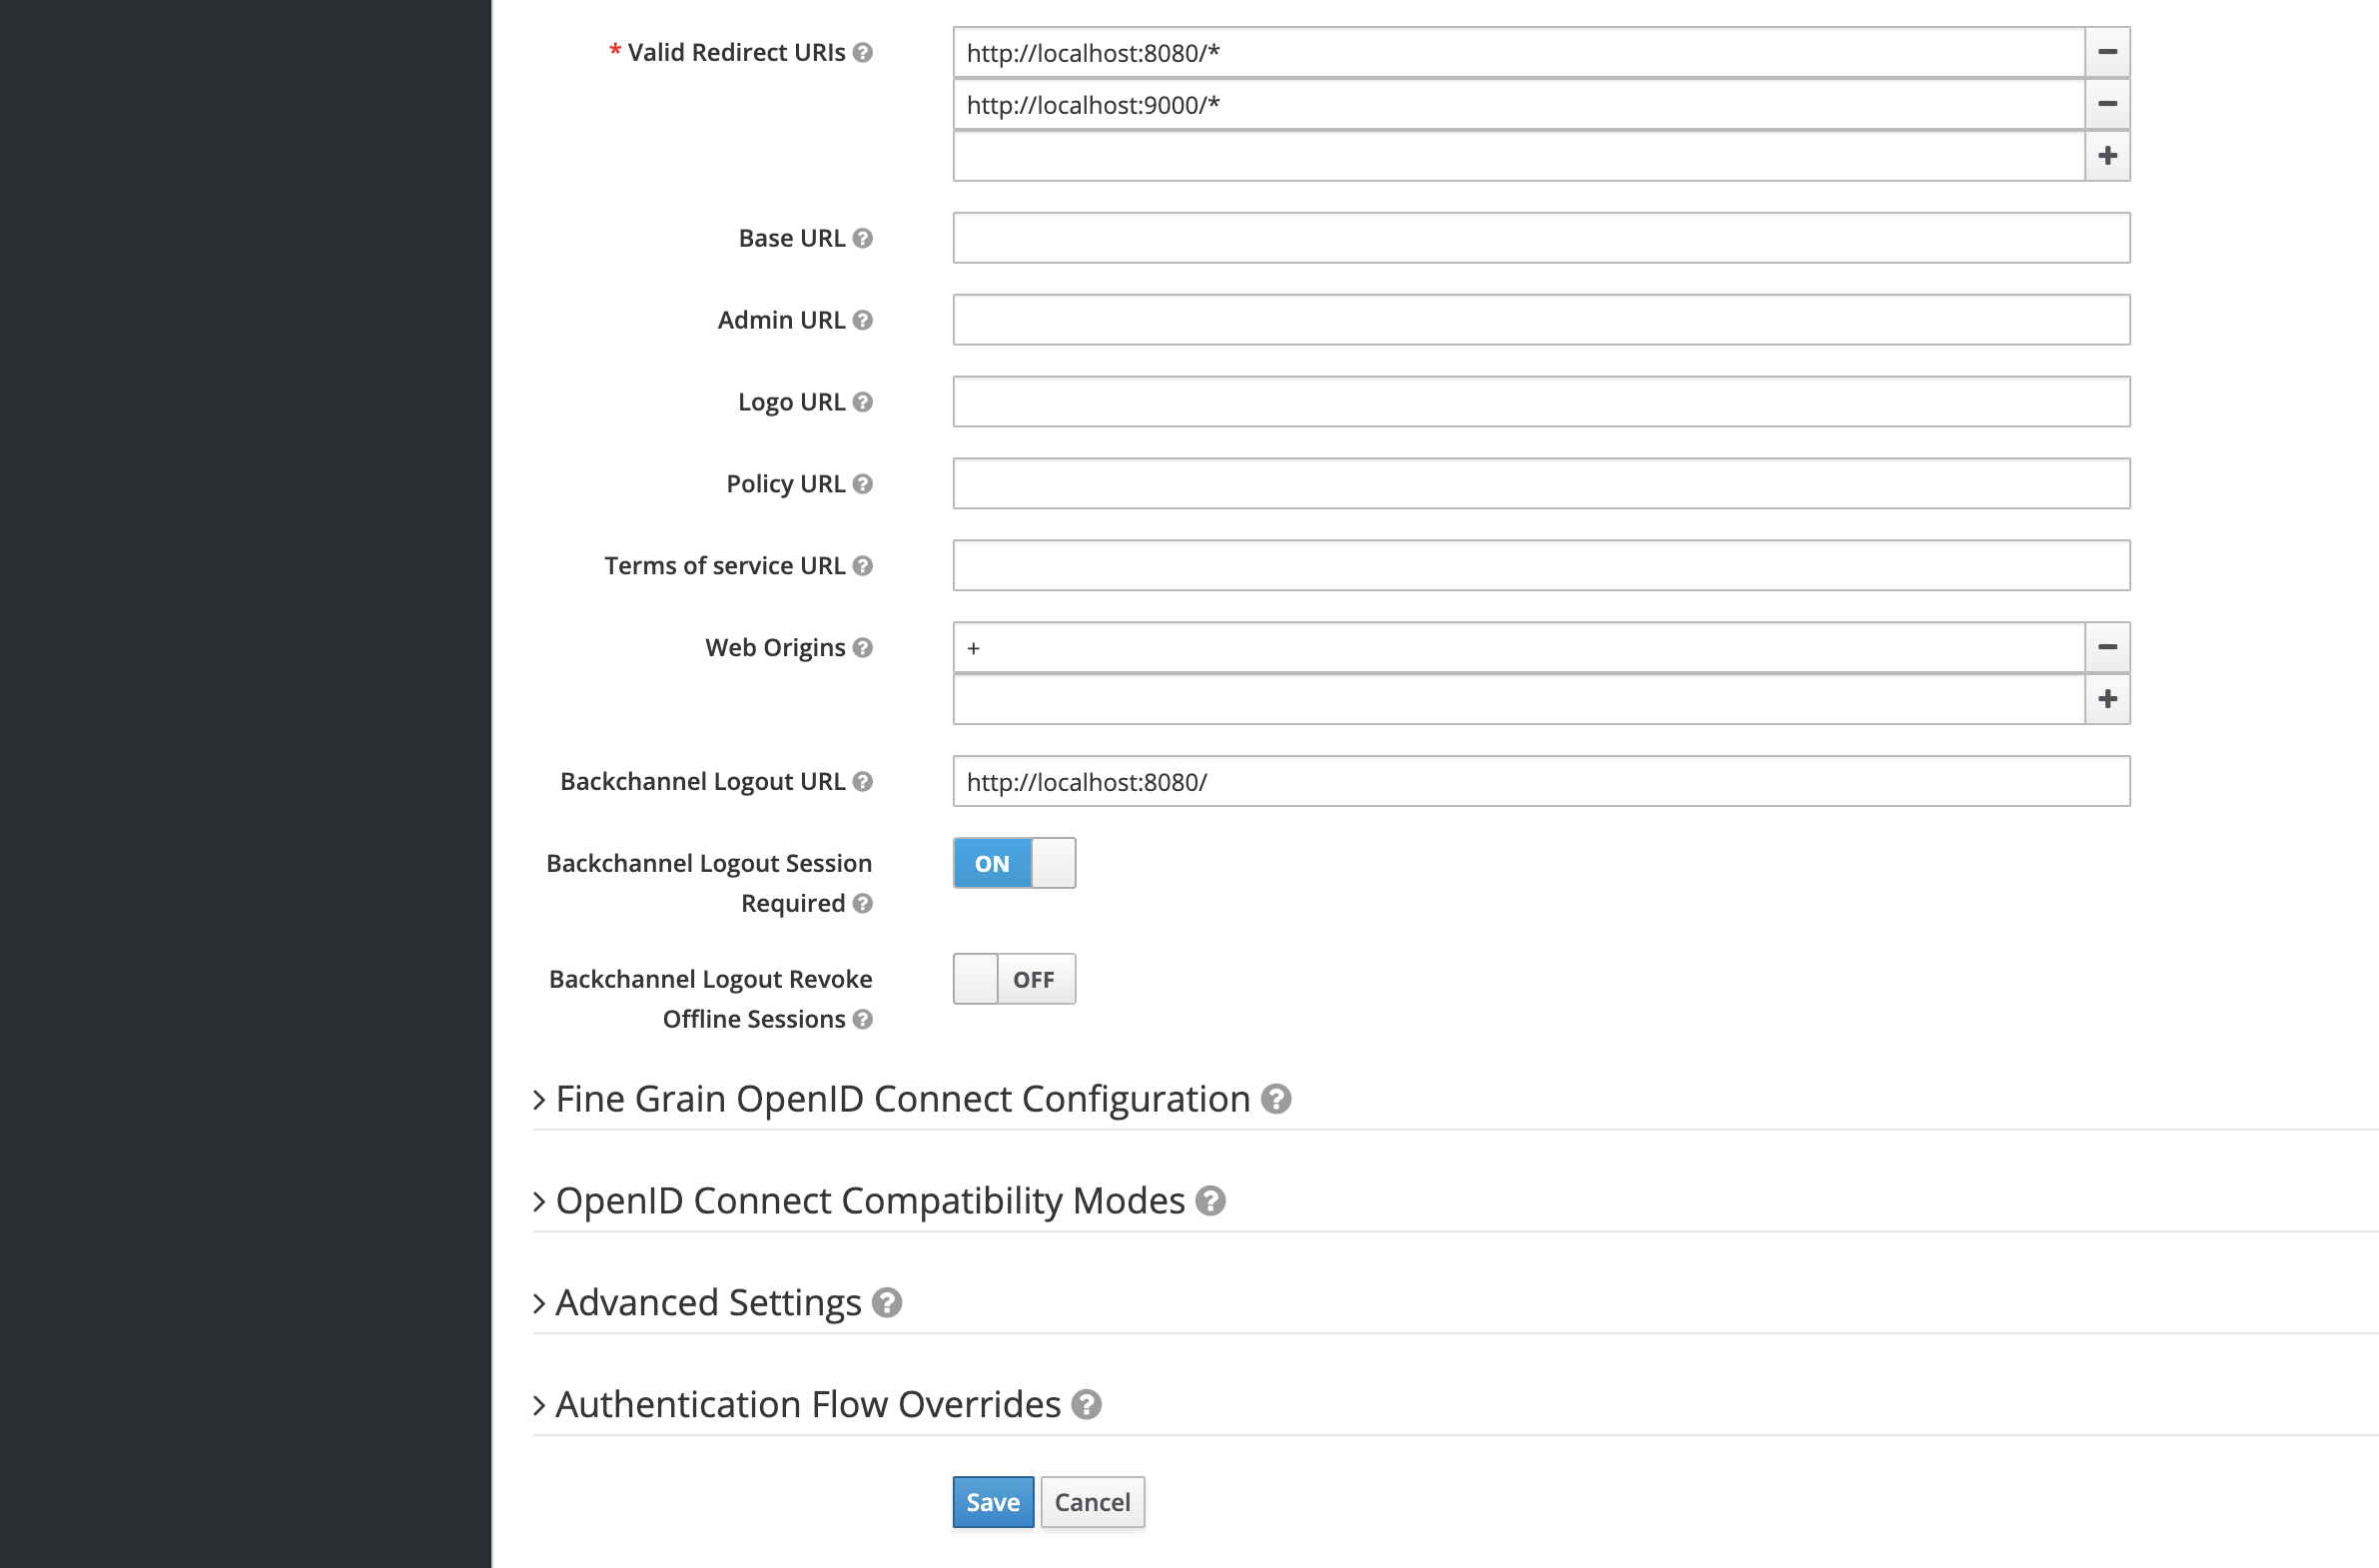 * Valid Redirect URIs
http://localhost:8080/*
http://localhost:9000/*
Base URL
Admin URL
Logo URL
Policy URL
Terms of service URL
Web Origins
+
Backchannel Logout URL
http://localhost:8080/
Backchannel Logout Session
Required
ON
Backchannel Logout Revoke
Offline Sessions
OFF
Fine Grain OpenID Connect Configuration
OpenID Connect Compatibility Modes
Advanced Settings
Authentication Flow Overrides
Save Cancel